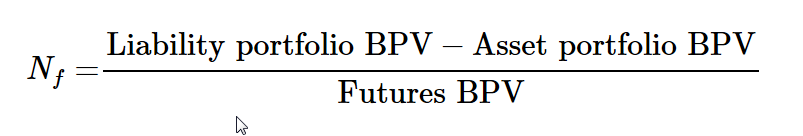 N_f = (Liability portfolio BPV − Asset portfolio BPV) / Futures BPV